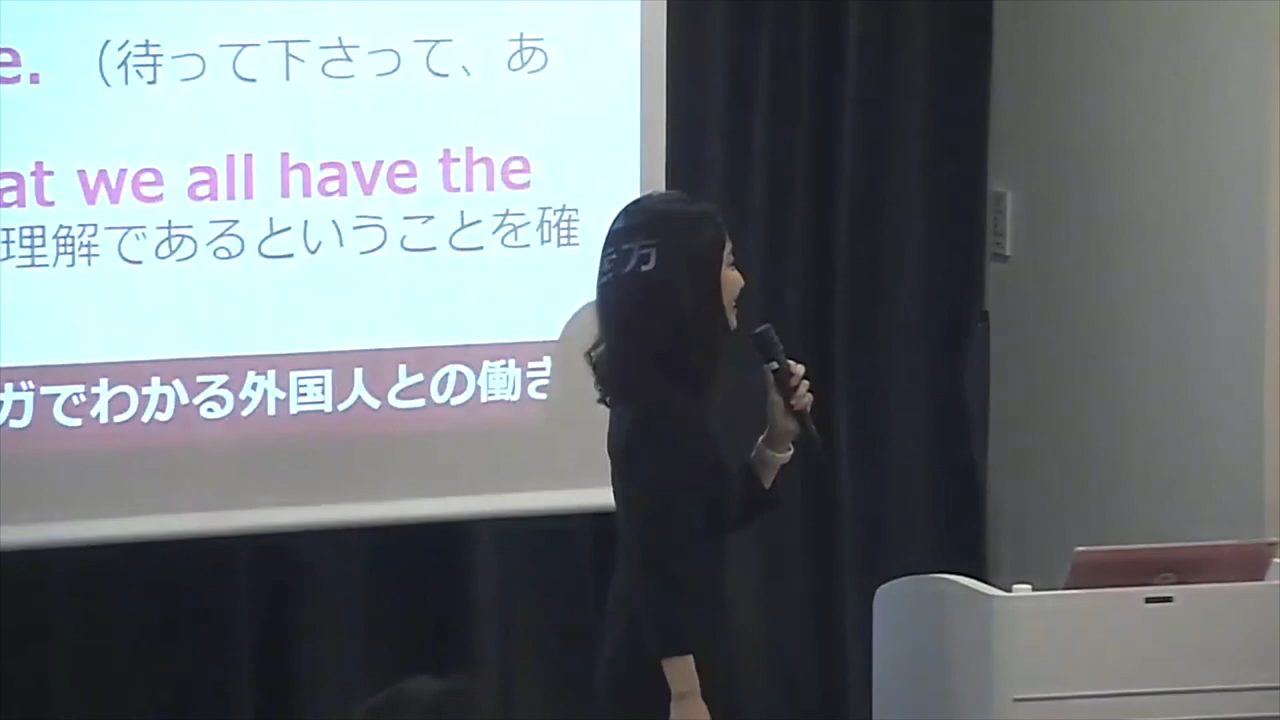 e. （待って下さって、あ
at we all have the
理解であるということを確
ガでわかる外国人との働き方